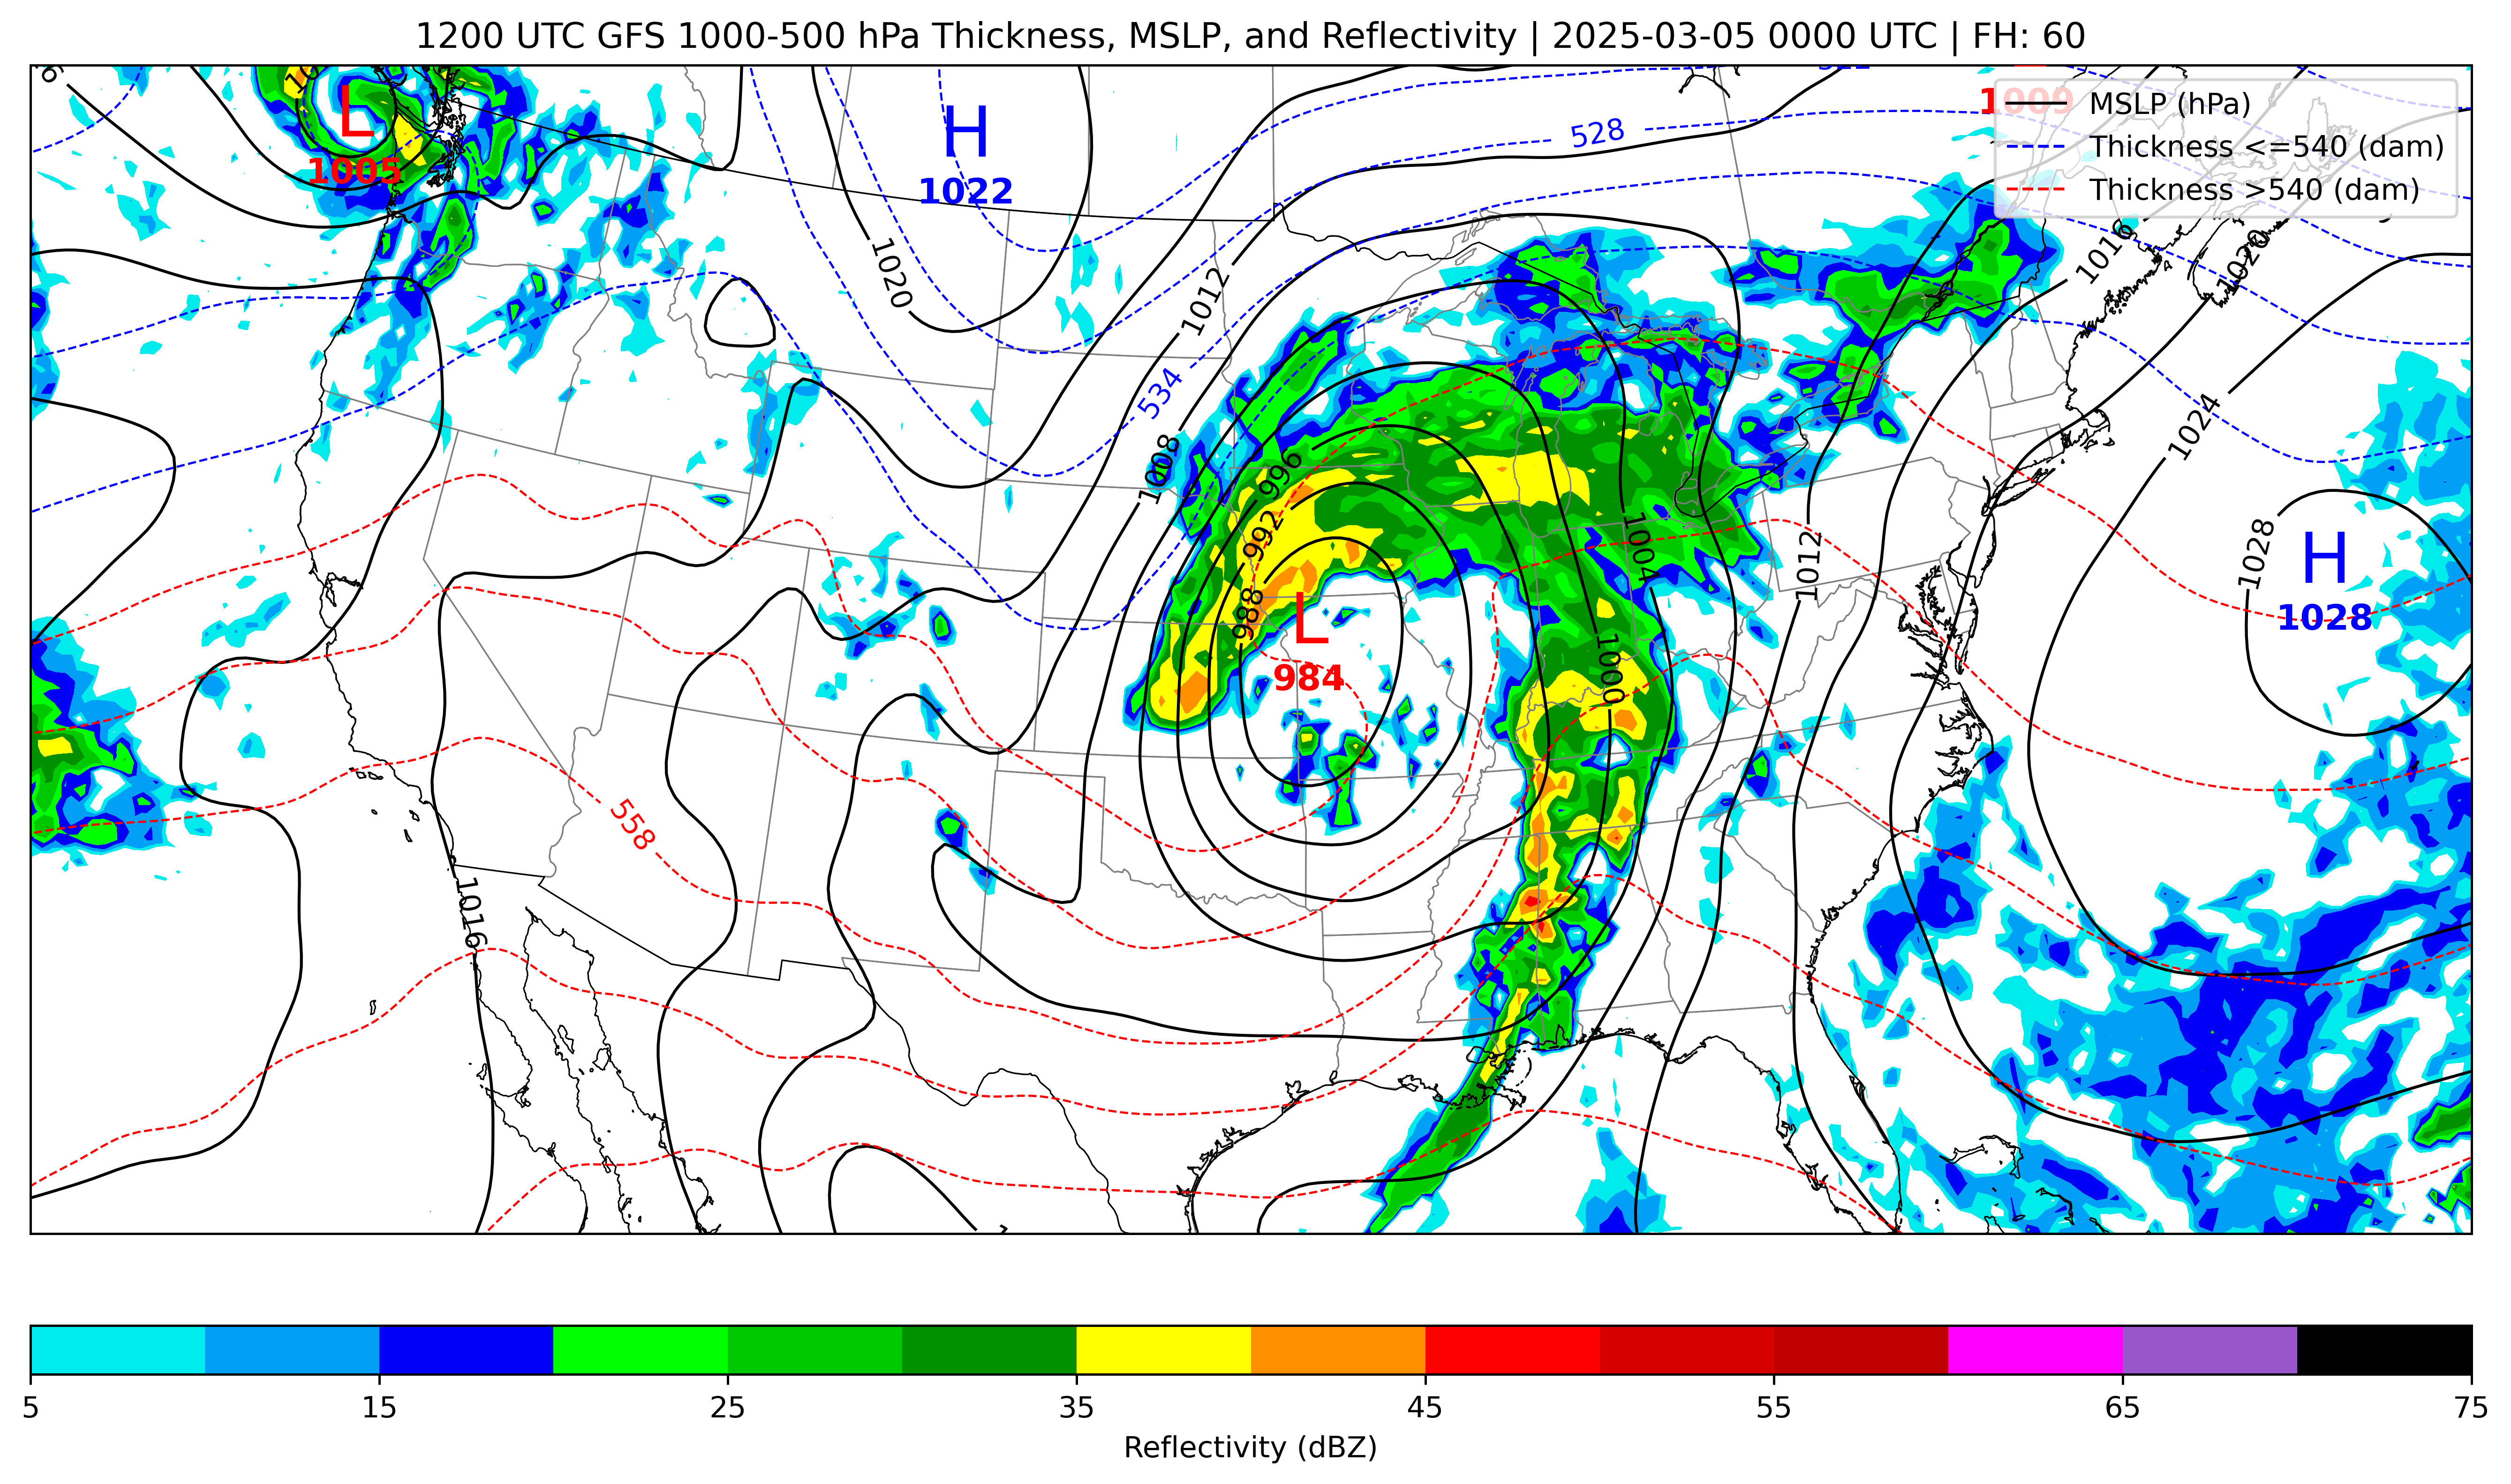 1200 UTC GFS 1000-500 hPa Thickness, MSLP, and Reflectivity | 2025-03-05 0000 UTC | FH: 60
L
1005
H
1022
1009
MSLP (hPa)
Thickness <=540 (dam)
Thickness >540 (dam)
528
1020
1012
534
1008
996
992
988
1016
1020
1024
1028
H
1028
1012
1004
1000
L
984
558
1016
5 15 25 35 45 55 65 75
Reflectivity (dBZ)